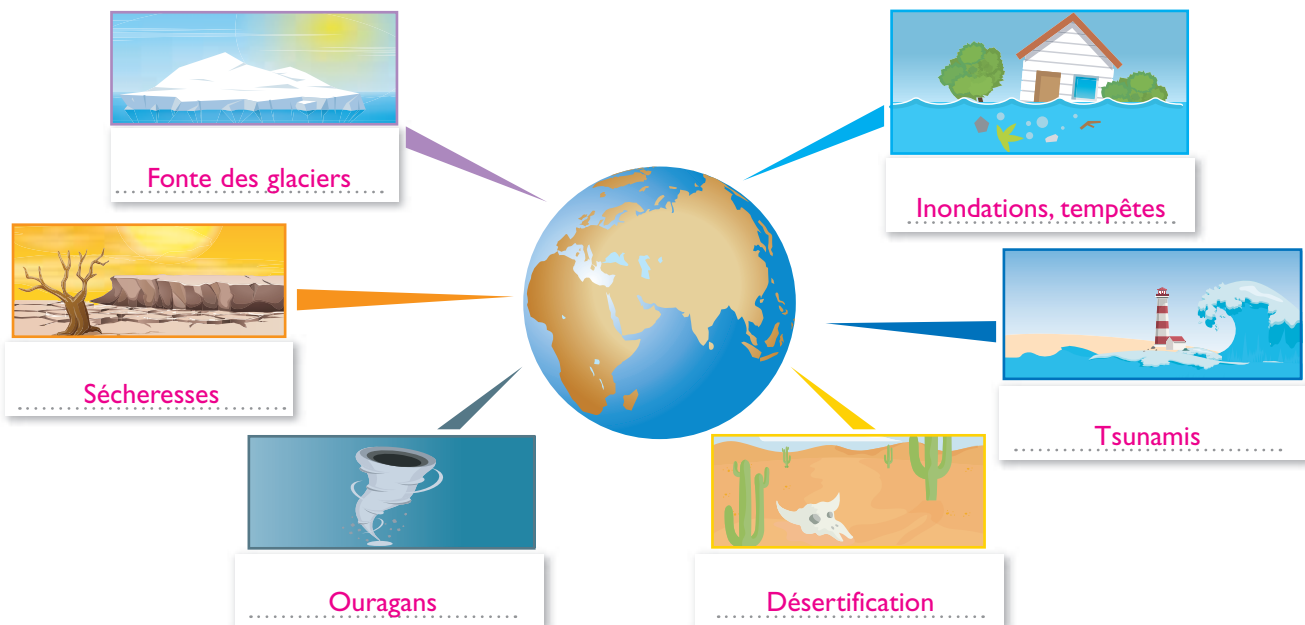 Fonte des glaciers
Inondations, tempêtes
Sécheresses
Tsunamis
Ouragans
Désertification